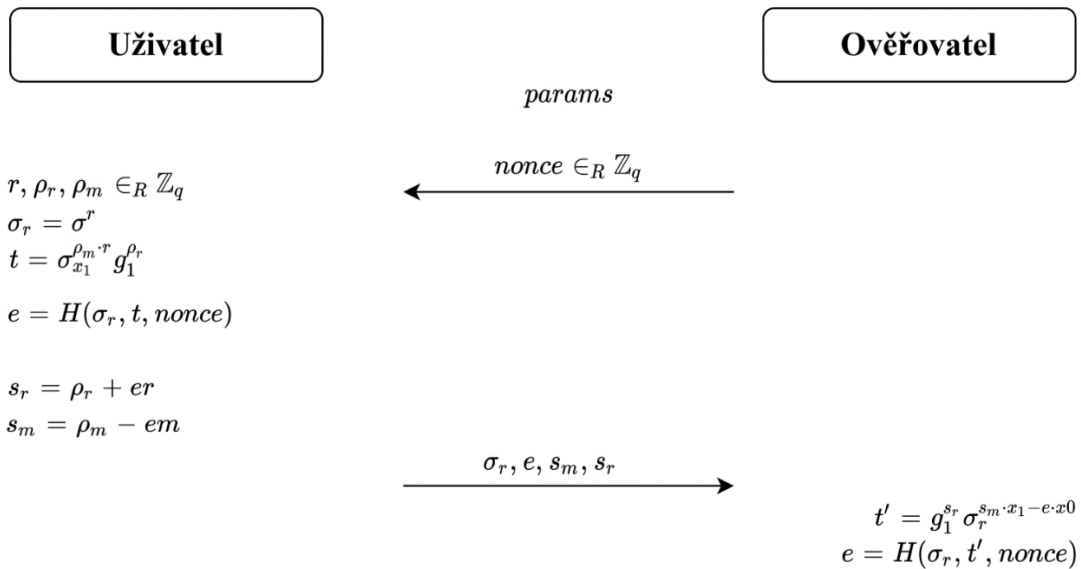 Uživatel
Ověřovatel
params
nonce ∈_R ℤ_q
r, ρ_r, ρ_m ∈_R ℤ_q
σ_r = σ^r
t = σ_{x_1}^{ρ_m·r} g_1^{ρ_r}
e = H(σ_r, t, nonce)
s_r = ρ_r + er
s_m = ρ_m − em
σ_r, e, s_m, s_r
t′ = g_1^{s_r} σ_r^{s_m·x_1−e·x0}
e = H(σ_r, t′, nonce)